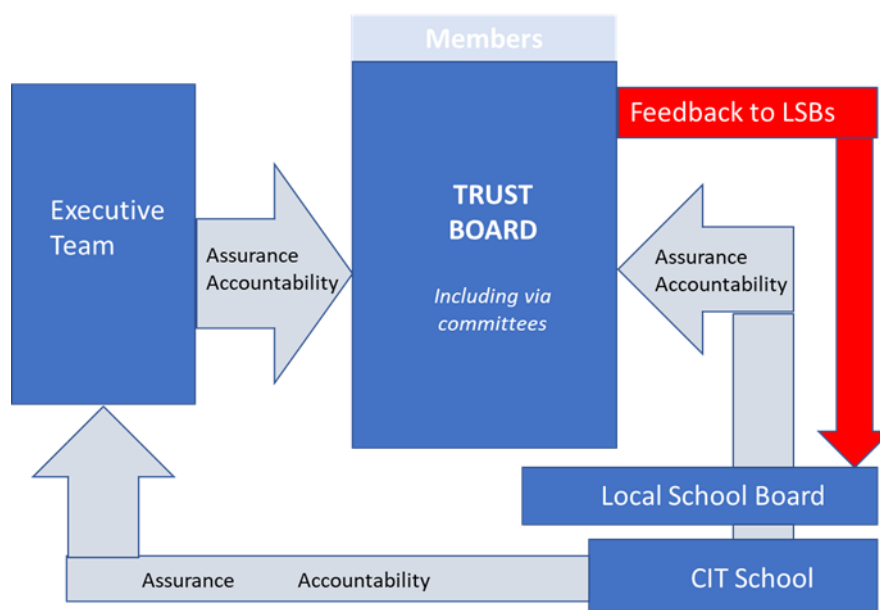 Members
Feedback to LSBs
TRUST
BOARD
Including via
committees
Executive
Team
Assurance
Accountability
Assurance
Accountability
Local School Board
CIT School
Assurance Accountability